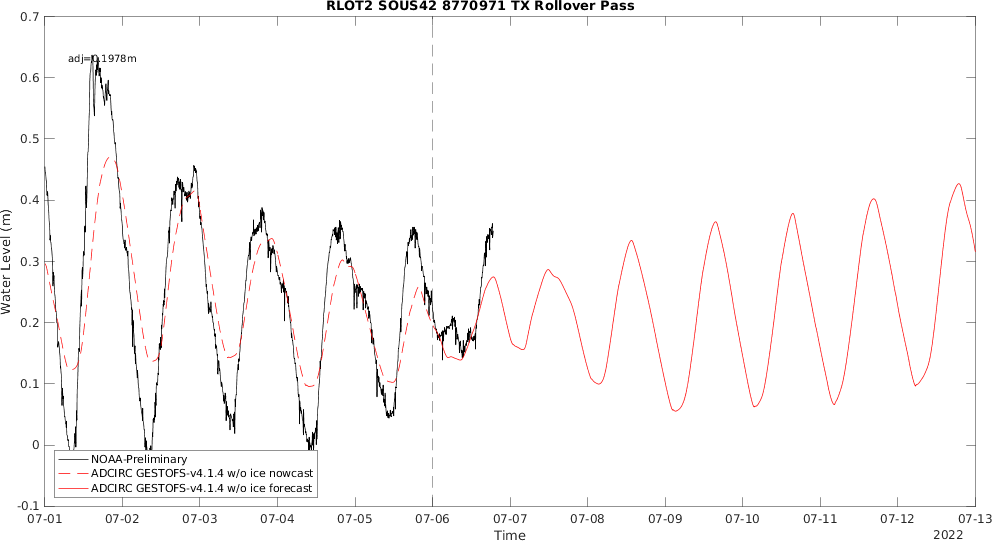 RLOT2 SOUS42 8770971 TX Rollover Pass
adj=0.1978m
Water Level (m)
0.7
0.6
0.5
0.4
0.3
0.2
0.1
0
-0.1
NOAA-Preliminary
ADCIRC GESTOFS-v4.1.4 w/o ice nowcast
ADCIRC GESTOFS-v4.1.4 w/o ice forecast
07-01 07-02 07-03 07-04 07-05 07-06 07-07 07-08 07-09 07-10 07-11 07-12 07-13
Time
2022